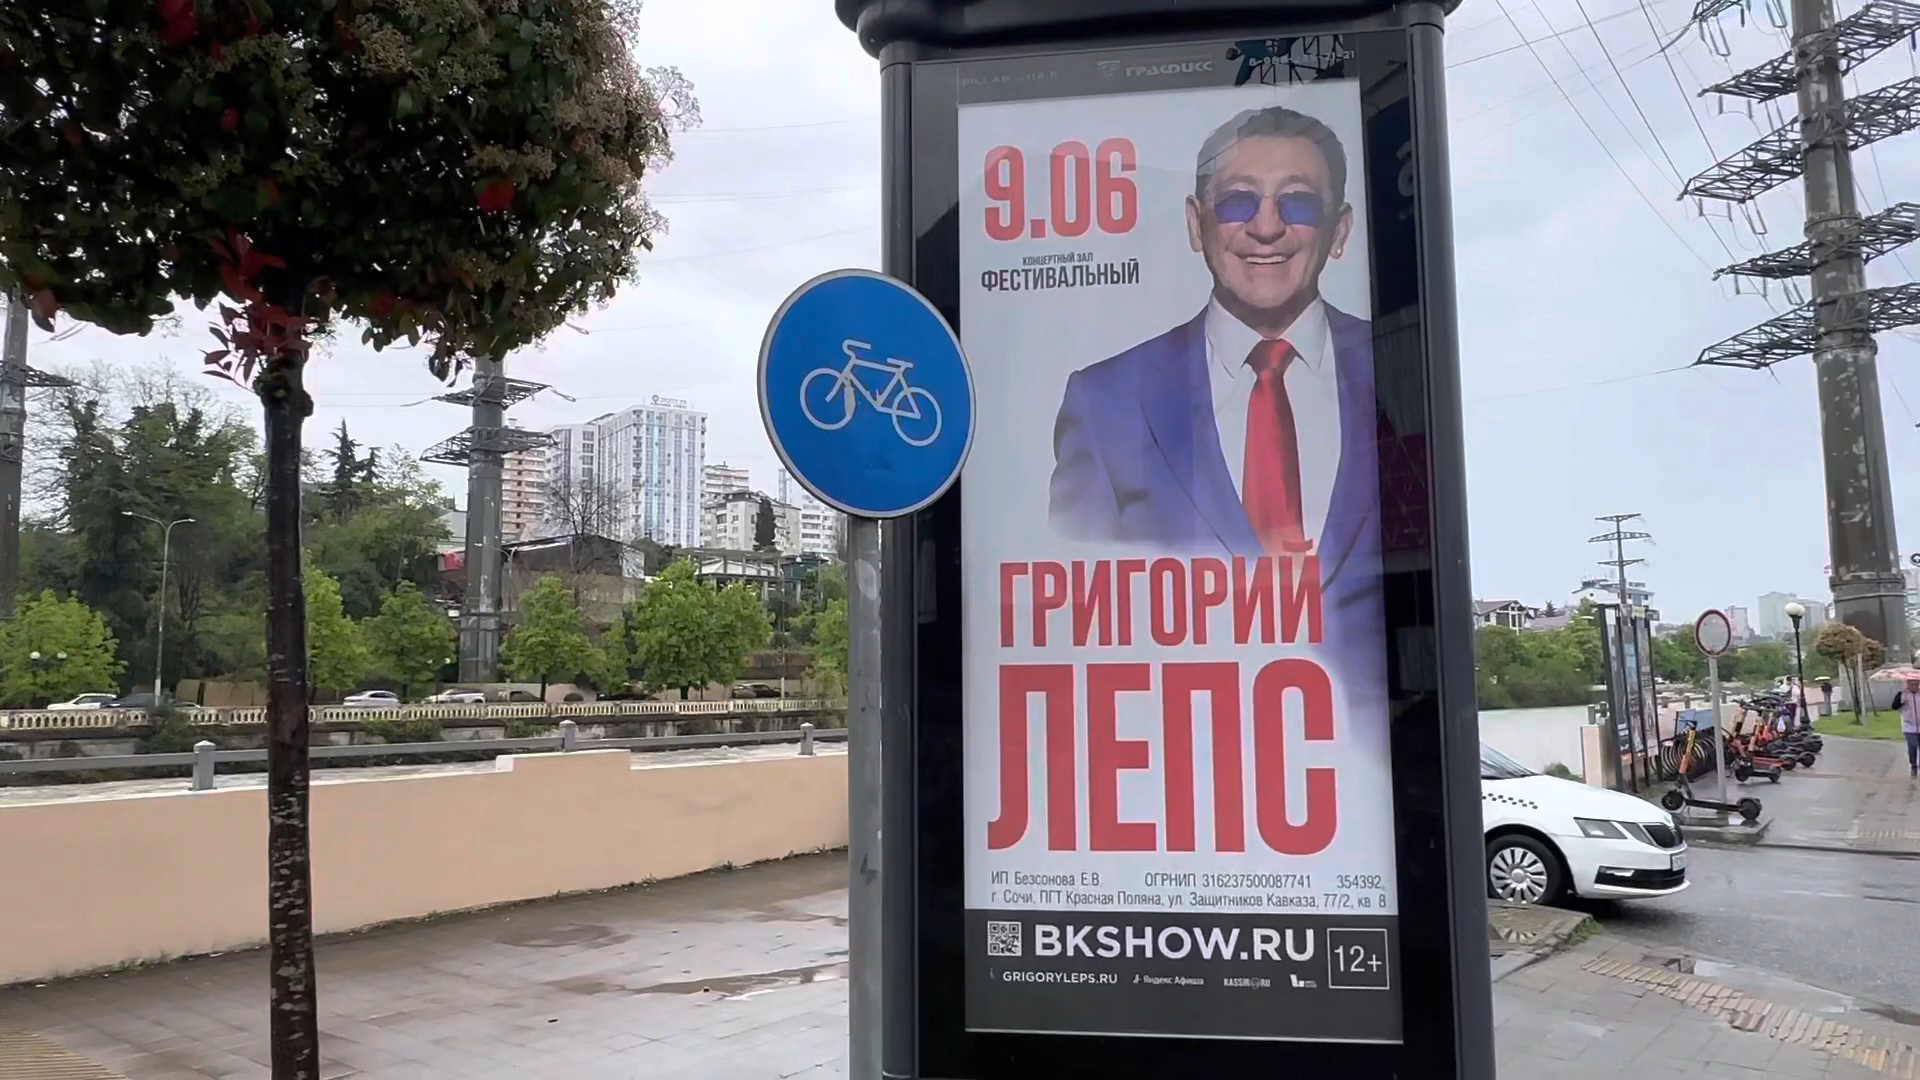 ГРАФИКС
9.06
КОНЦЕРТНЫЙ ЗАЛ
ФЕСТИВАЛЬНЫЙ
ГРИГОРИЙ
ЛЕПС
ИП Безсонова Е.В. ОГРНИП 316237500087741 354392,
г. Сочи, ПГТ Красная Поляна, ул. Защитников Кавказа, 77/2, кв. 8
BKSHOW.RU 12+
GRIGORYLEPS.RU Яндекс Афиша KASSIR.RU